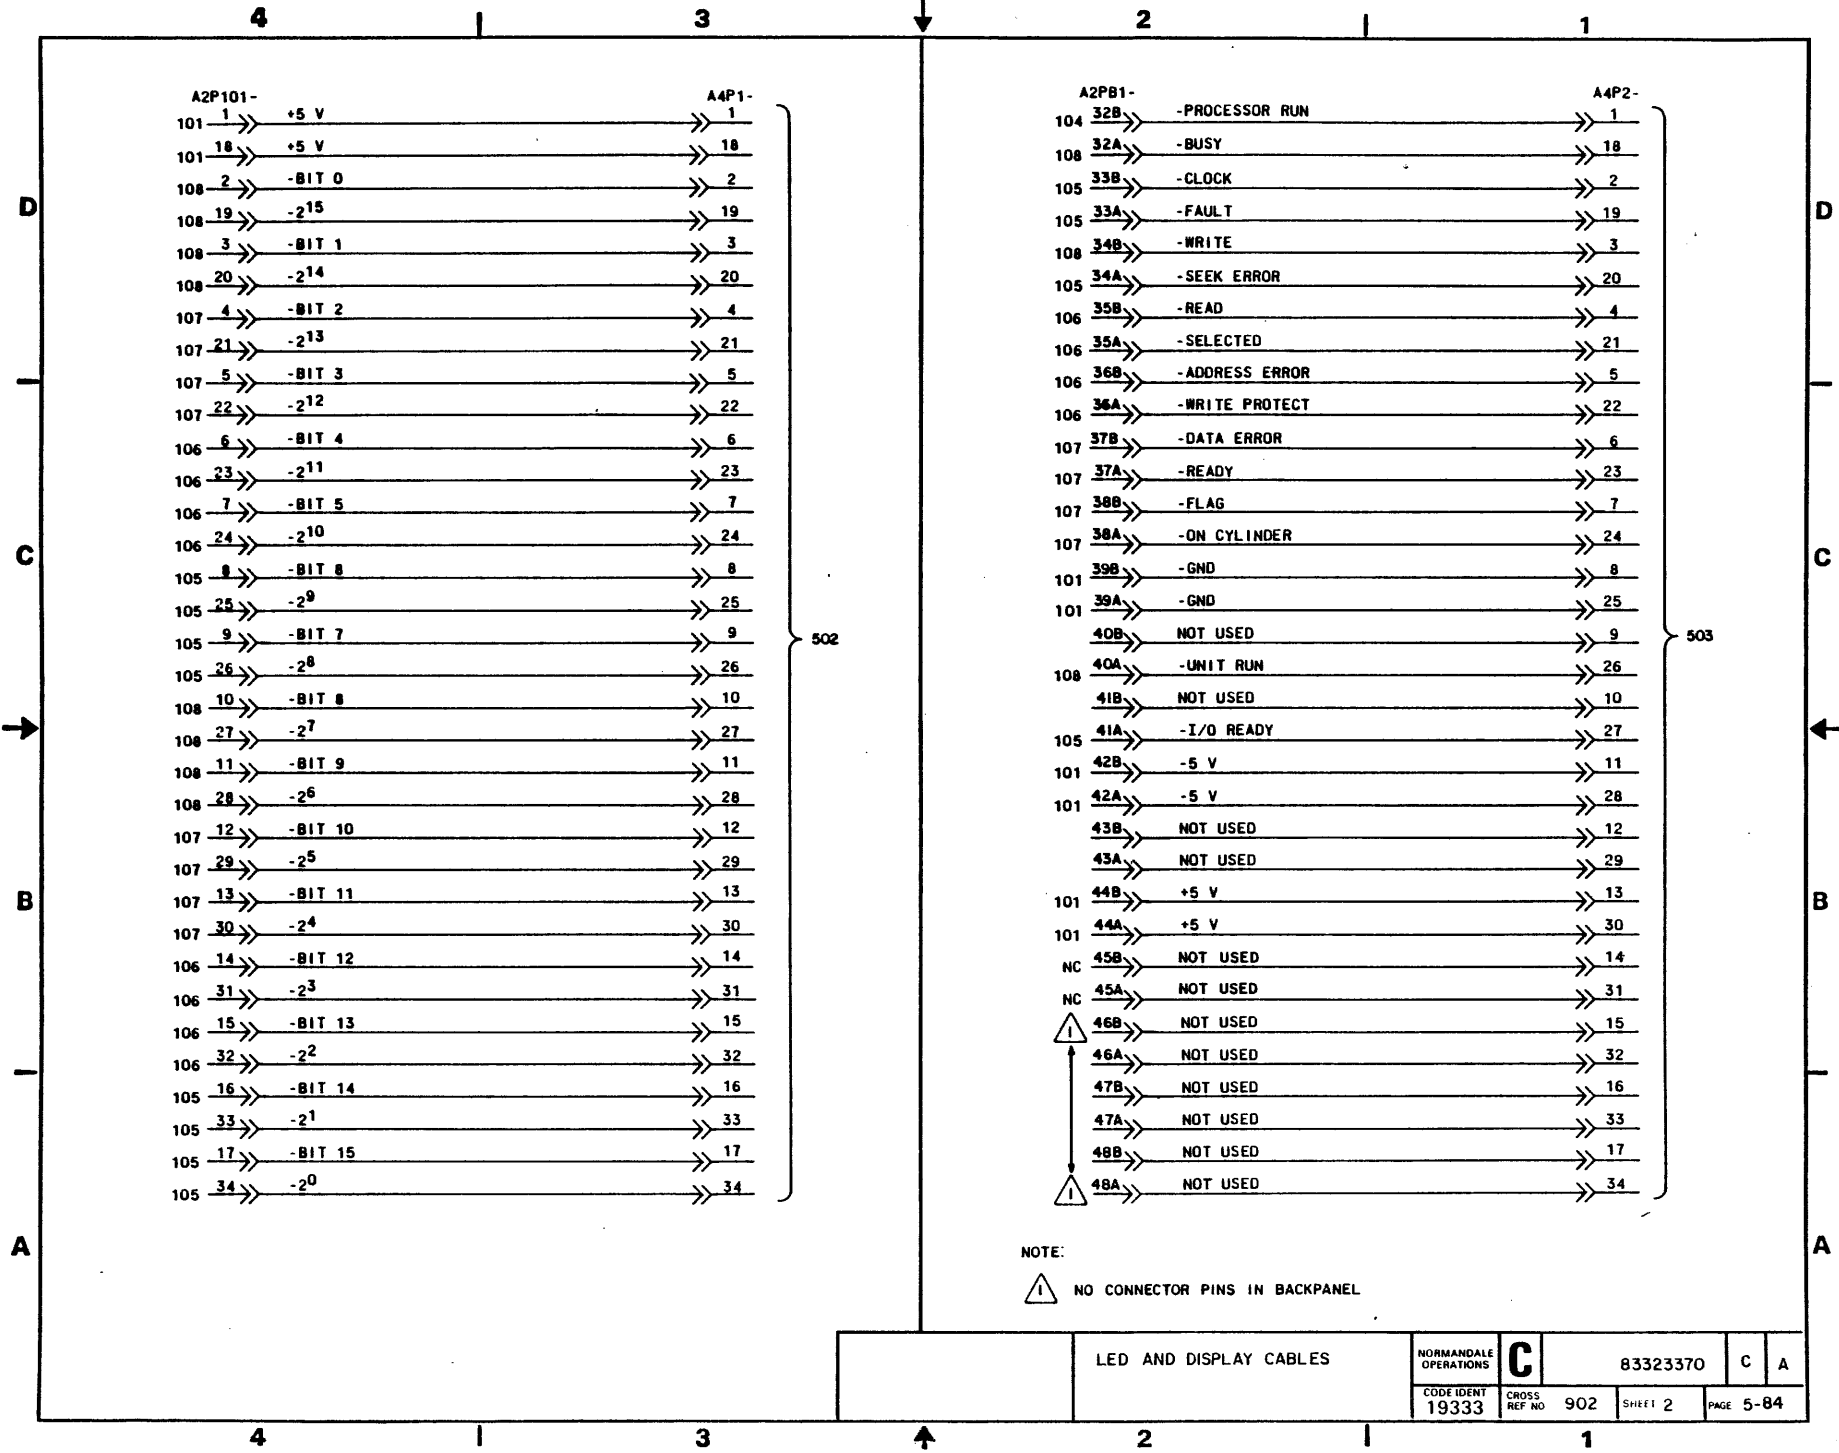 4 3 2 1
A2P101- A4P1-
101 1 +5 V 1
101 18 +5 V 18
108 2 -BIT 0 2
108 19 -2^15 19
108 3 -BIT 1 3
108 20 -2^14 20
107 4 -BIT 2 4
107 21 -2^13 21
107 5 -BIT 3 5
107 22 -2^12 22
106 6 -BIT 4 6
106 23 -2^11 23
106 7 -BIT 5 7
106 24 -2^10 24
105 8 -BIT 8 8
105 25 -2^9 25
105 9 -BIT 7 9
105 26 -2^8 26
108 10 -BIT 8 10
108 27 -2^7 27
108 11 -BIT 9 11
108 28 -2^6 28
107 12 -BIT 10 12
107 29 -2^5 29
107 13 -BIT 11 13
107 30 -2^4 30
106 14 -BIT 12 14
106 31 -2^3 31
106 15 -BIT 13 15
106 32 -2^2 32
105 16 -BIT 14 16
105 33 -2^1 33
105 17 -BIT 15 17
105 34 -2^0 34
502
A2PB1- A4P2-
104 32B -PROCESSOR RUN 1
108 32A -BUSY 18
105 33B -CLOCK 2
105 33A -FAULT 19
108 34B -WRITE 3
105 34A -SEEK ERROR 20
106 35B -READ 4
106 35A -SELECTED 21
106 36B -ADDRESS ERROR 5
106 36A -WRITE PROTECT 22
107 37B -DATA ERROR 6
107 37A -READY 23
107 38B -FLAG 7
107 38A -ON CYLINDER 24
101 39B -GND 8
101 39A -GND 25
40B NOT USED 9
108 40A -UNIT RUN 26
41B NOT USED 10
105 41A -I/O READY 27
101 42B -5 V 11
101 42A -5 V 28
43B NOT USED 12
43A NOT USED 29
101 44B +5 V 13
101 44A +5 V 30
NC 45B NOT USED 14
NC 45A NOT USED 31
1 46B NOT USED 15
46A NOT USED 32
47B NOT USED 16
47A NOT USED 33
48B NOT USED 17
1 48A NOT USED 34
503
D D
C C
B B
A A
NOTE:
1 NO CONNECTOR PINS IN BACKPANEL
LED AND DISPLAY CABLES
NORMANDALE OPERATIONS
C 83323370 C A
CODE IDENT 19333
CROSS REF NO 902
SHEET 2
PAGE 5-84
4 3 2 1